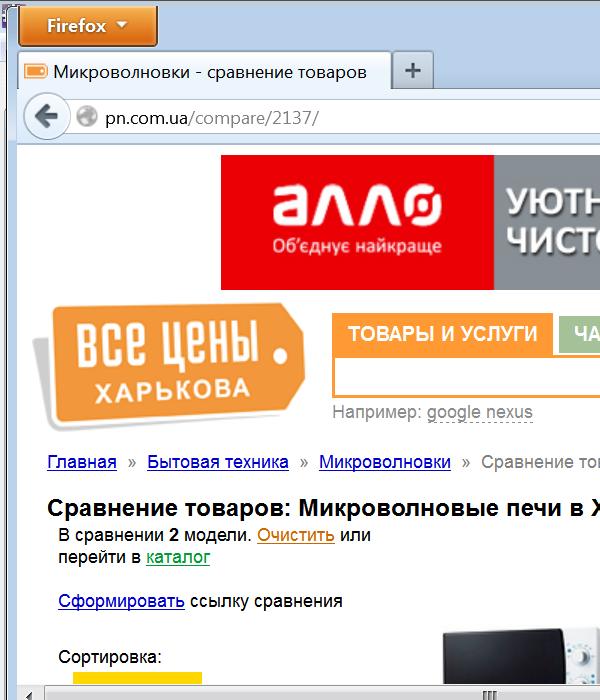 Firefox
Микроволновки - сравнение товаров
pn.com.ua/compare/2137/
алло
Об'єднує найкраще
УЮТН
ЧИСТО
ВСЕ ЦЕНЫ
ХАРЬКОВА
ТОВАРЫ И УСЛУГИ
ЧА
Например: google nexus
Главная » Бытовая техника » Микроволновки » Сравнение то
Сравнение товаров: Микроволновые печи в Х
В сравнении 2 модели. Очистить или
перейти в каталог
Сформировать ссылку сравнения
Сортировка: